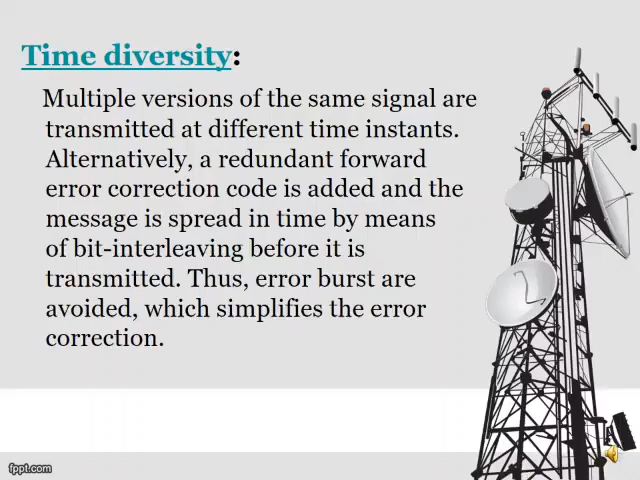 Time diversity:
Multiple versions of the same signal are
transmitted at different time instants.
Alternatively, a redundant forward
error correction code is added and the
message is spread in time by means
of bit-interleaving before it is
transmitted. Thus, error burst are
avoided, which simplifies the error
correction.
fppt.com